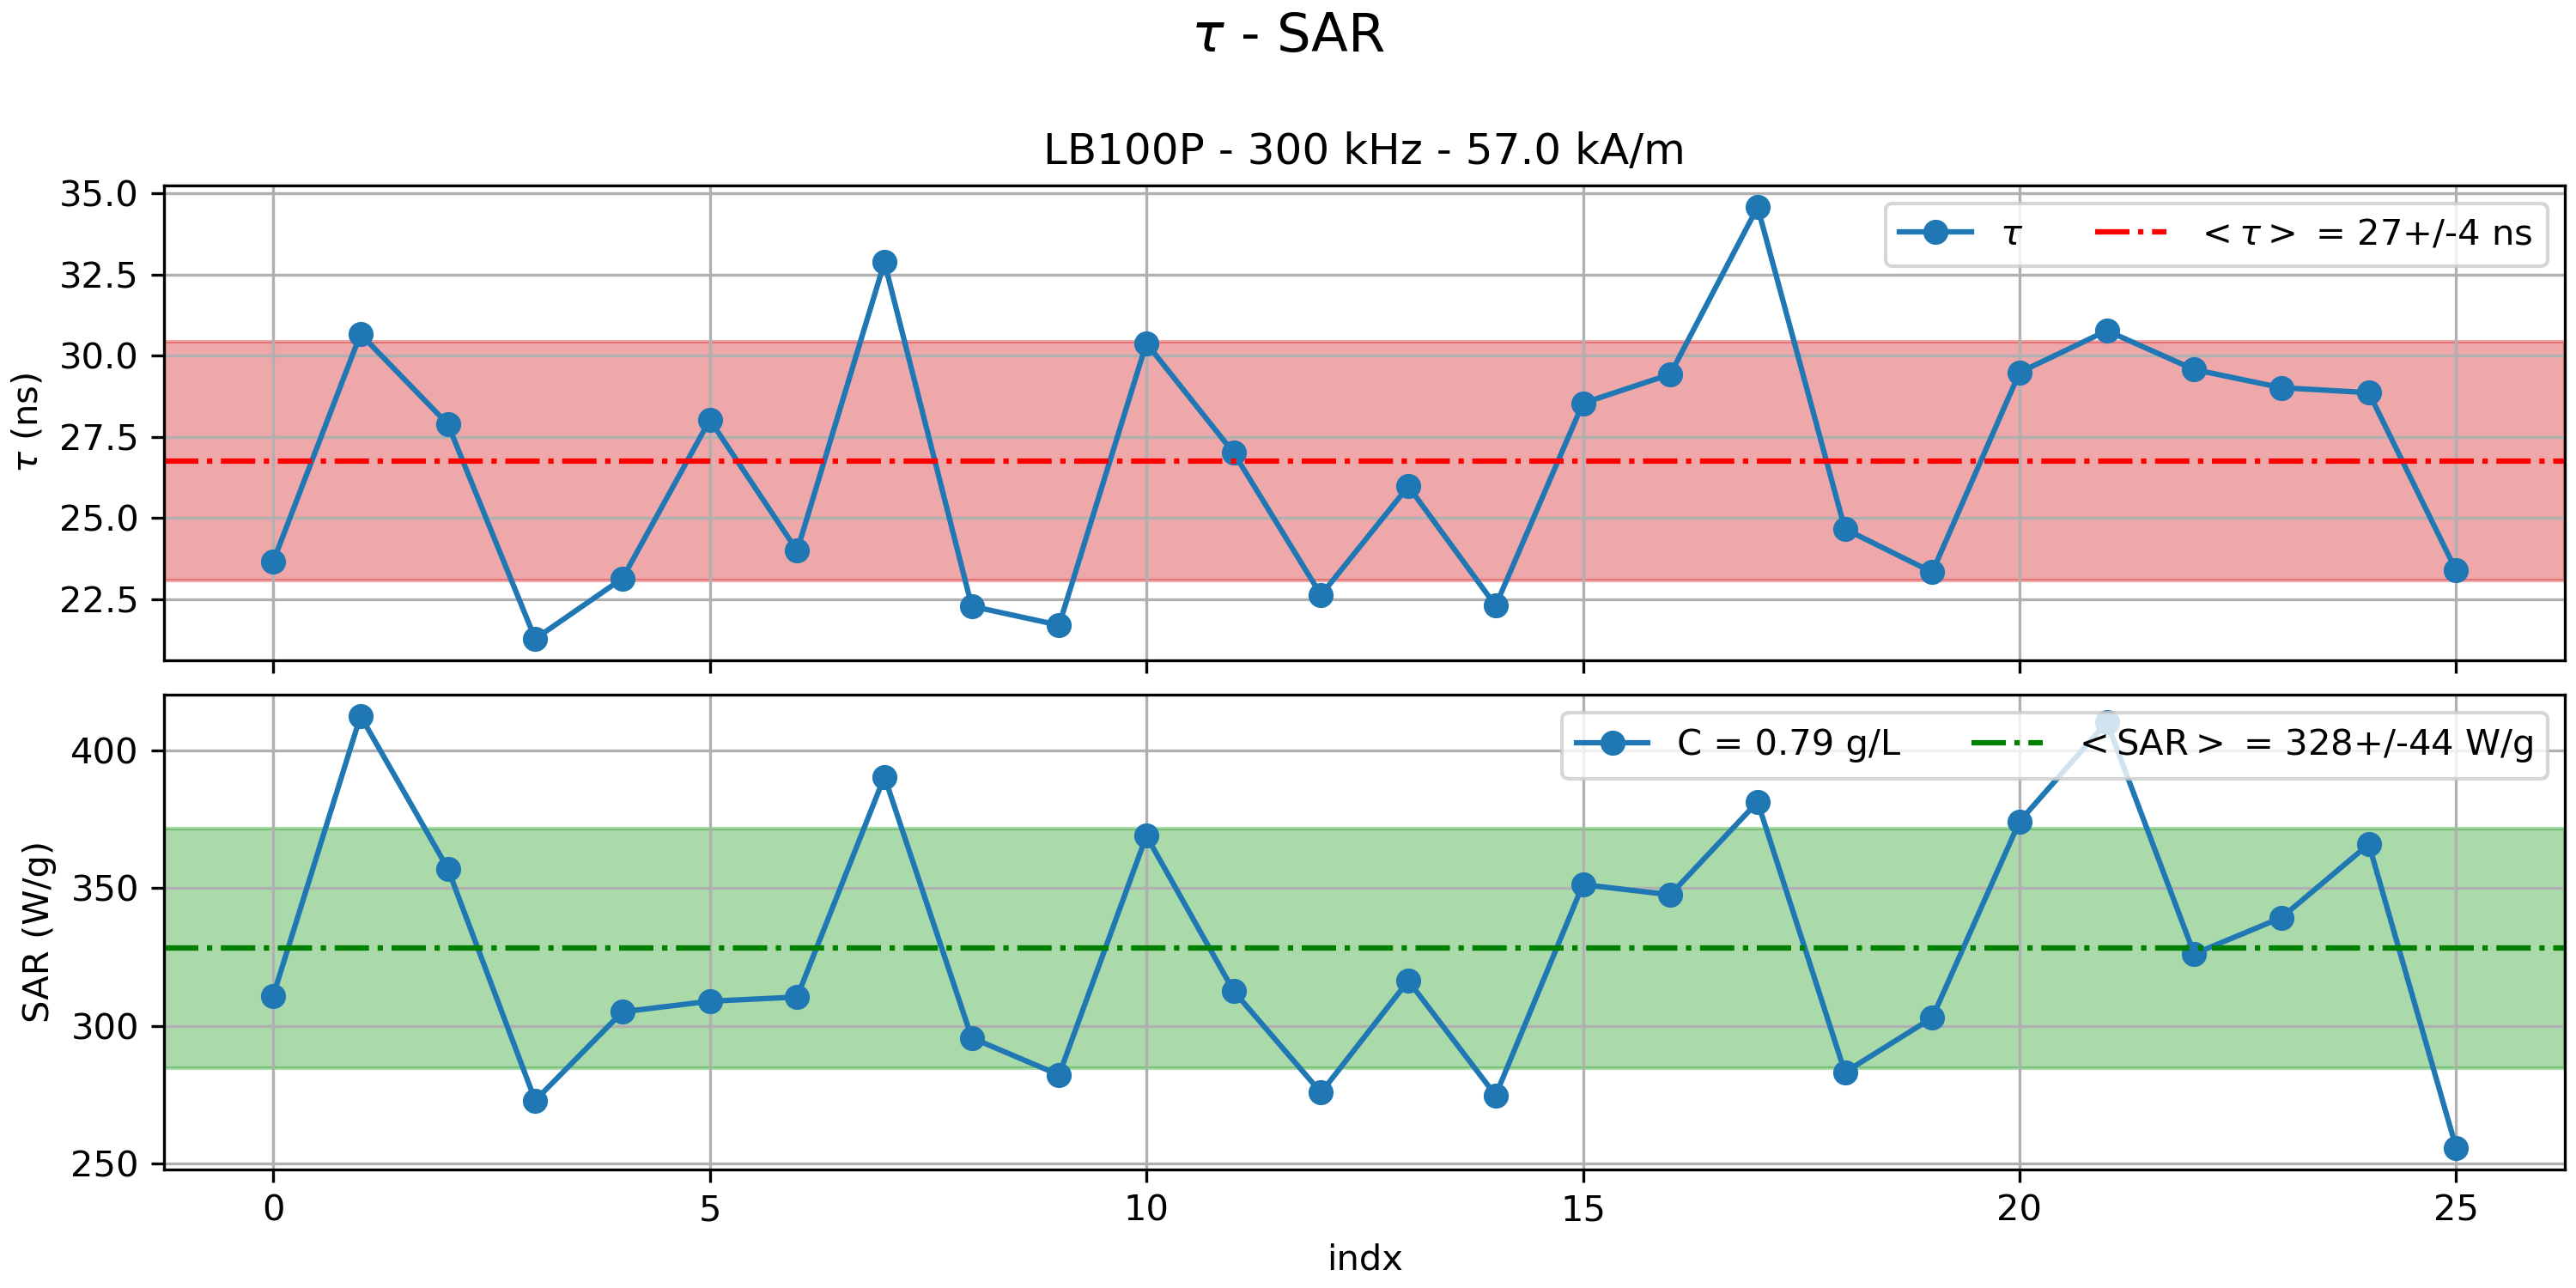 τ - SAR
LB100P - 300 kHz - 57.0 kA/m
35.0
32.5
30.0
27.5
25.0
22.5
τ (ns)
τ
<τ> = 27+/-4 ns
400
350
300
250
SAR (W/g)
C = 0.79 g/L
<SAR> = 328+/-44 W/g
0 5 10 15 20 25
indx